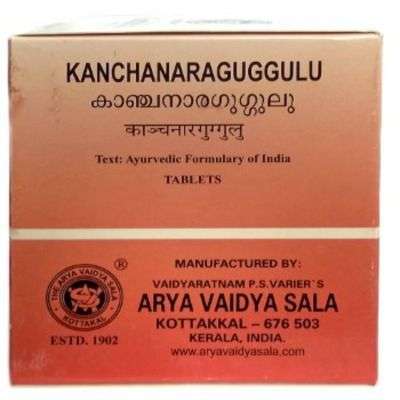 KANCHANARAGUGGULU
കാഞ്ചനാരഗുഗ്ഗുലു
काञ्चनारगुग्गुलु
Text: Ayurvedic Formulary of India
TABLETS
THE ARYA VAIDYA SALA
KOTTAKAL
®
ESTD. 1902
MANUFACTURED BY:
VAIDYARATNAM P.S.VARIER'S
ARYA VAIDYA SALA
KOTTAKKAL – 676 503
KERALA, INDIA.
www.aryavaidyasala.com